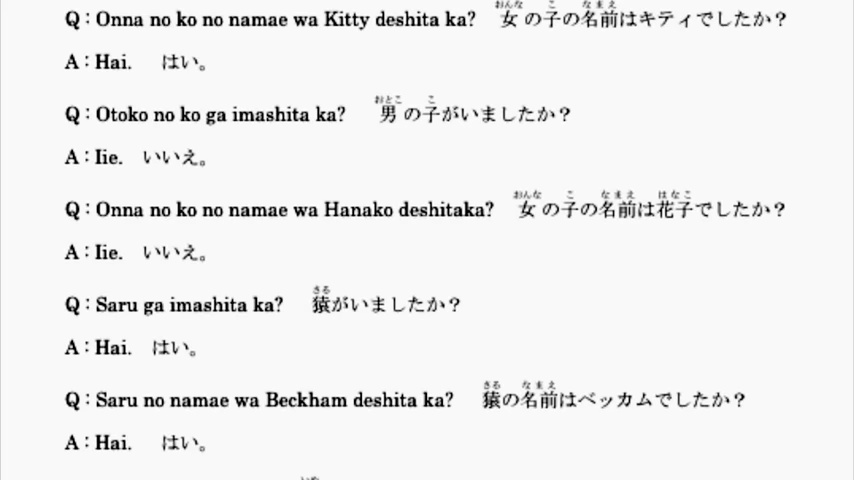 Q : Onna no ko no namae wa Kitty deshita ka? 女の子の名前はキティでしたか？
A : Hai. はい。
Q : Otoko no ko ga imashita ka? 男の子がいましたか？
A : Iie. いいえ。
Q : Onna no ko no namae wa Hanako deshitaka? 女の子の名前は花子でしたか？
A : Iie. いいえ。
Q : Saru ga imashita ka? 猿がいましたか？
A : Hai. はい。
Q : Saru no namae wa Beckham deshita ka? 猿の名前はベッカムでしたか？
A : Hai. はい。